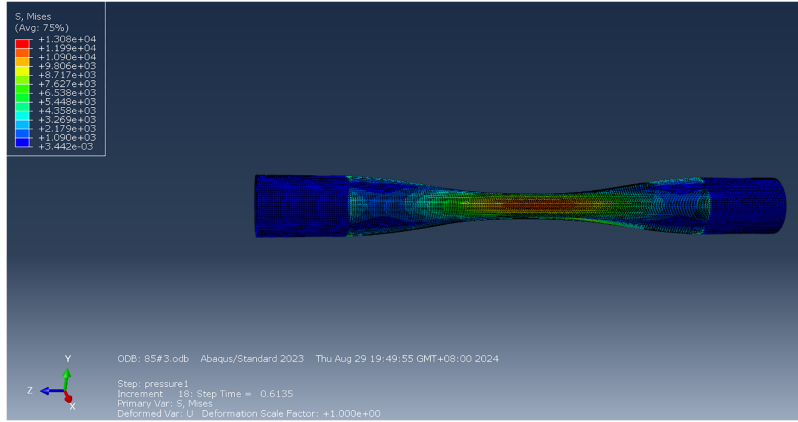 S, Mises
(Avg: 75%)
+1.308e+04
+1.199e+04
+1.090e+04
+9.806e+03
+8.717e+03
+7.627e+03
+6.538e+03
+5.448e+03
+4.358e+03
+3.269e+03
+2.179e+03
+1.090e+03
+3.442e-03
Y
Z
X
ODB: 85#3.odb Abaqus/Standard 2023 Thu Aug 29 19:49:55 GMT+08:00 2024
Step: pressure1
Increment 18: Step Time = 0.6135
Primary Var: S, Mises
Deformed Var: U Deformation Scale Factor: +1.000e+00